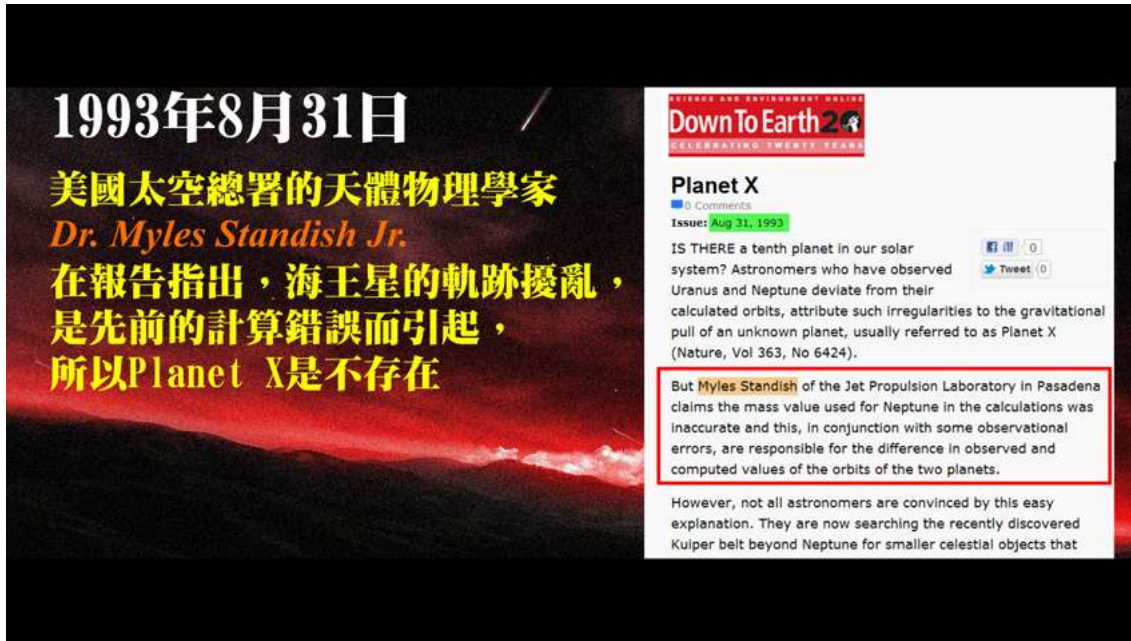 1993年8月31日
美國太空總署的天體物理學家
Dr. Myles Standish Jr.
在報告指出，海王星的軌跡擾亂，
是先前的計算錯誤而引起，
所以Planet X是不存在
SCIENCE AND ENVIRONMENT ONLINE
Down To Earth 20
CELEBRATING TWENTY YEARS
Planet X
0 Comments
Issue: Aug 31, 1993
IS THERE a tenth planet in our solar
system? Astronomers who have observed
Uranus and Neptune deviate from their
calculated orbits, attribute such irregularities to the gravitational
pull of an unknown planet, usually referred to as Planet X
(Nature, Vol 363, No 6424).
0
Tweet 0
But Myles Standish of the Jet Propulsion Laboratory in Pasadena
claims the mass value used for Neptune in the calculations was
inaccurate and this, in conjunction with some observational
errors, are responsible for the difference in observed and
computed values of the orbits of the two planets.
However, not all astronomers are convinced by this easy
explanation. They are now searching the recently discovered
Kuiper belt beyond Neptune for smaller celestial objects that